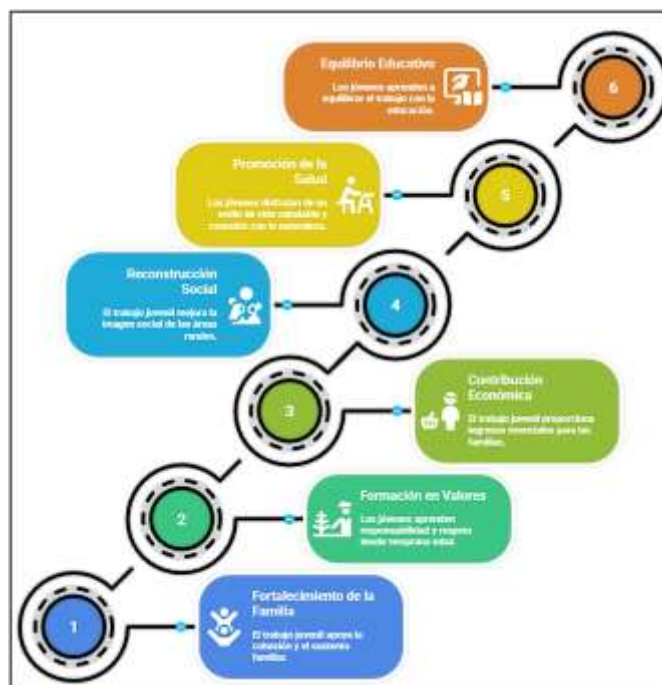 Equilibrio Educativo
Los jóvenes aprenden a
equilibrar el trabajo con la
educación.
6
Promoción de la
Salud
Los jóvenes disfrutan de un
estilo de vida saludable y
conexión con la naturaleza.
5
Reconstrucción
Social
El trabajo juvenil mejora la
imagen social de las áreas
rurales.
4
3
Contribución
Económica
El trabajo juvenil proporciona
ingresos esenciales para las
familias.
2
Formación en Valores
Los jóvenes aprenden
responsabilidad y respeto
desde temprana edad.
1
Fortalecimiento de la
Familia
El trabajo juvenil apoya la
cohesión y el sustento
familiar.